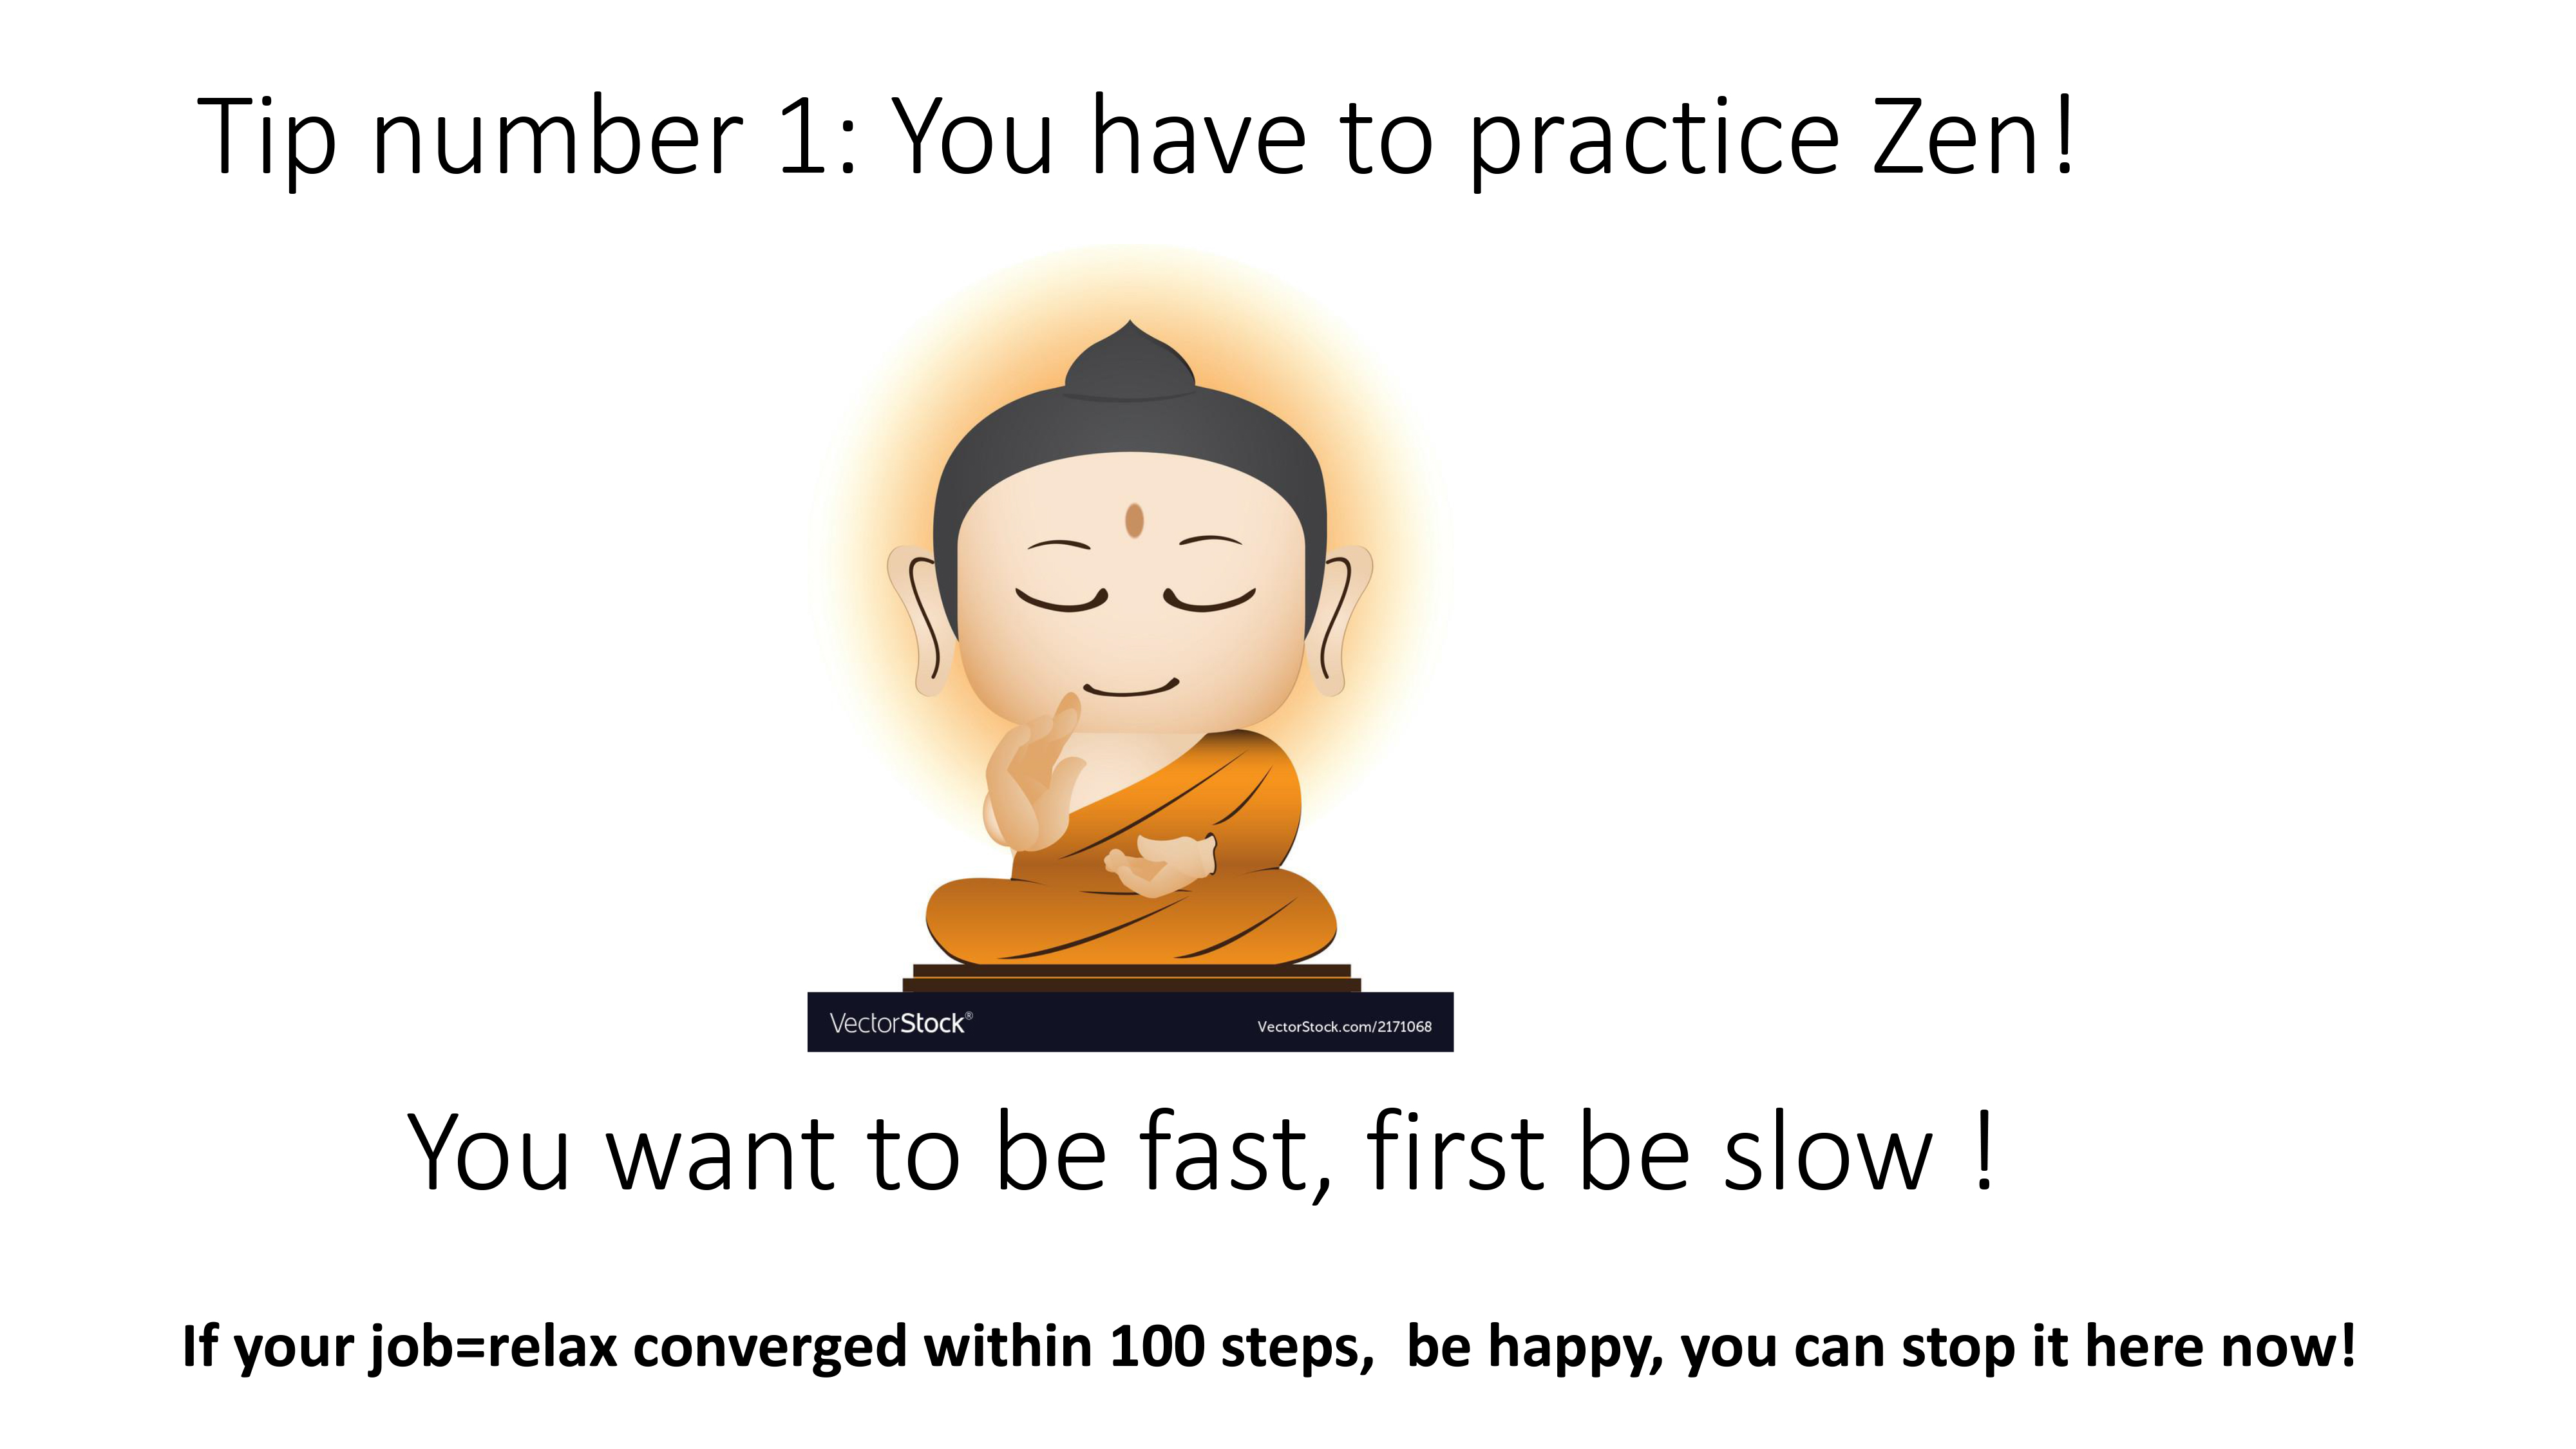 Tip number 1: You have to practice Zen!
VectorStock®
VectorStock.com/2171068
You want to be fast, first be slow !
If your job=relax converged within 100 steps,  be happy, you can stop it here now!